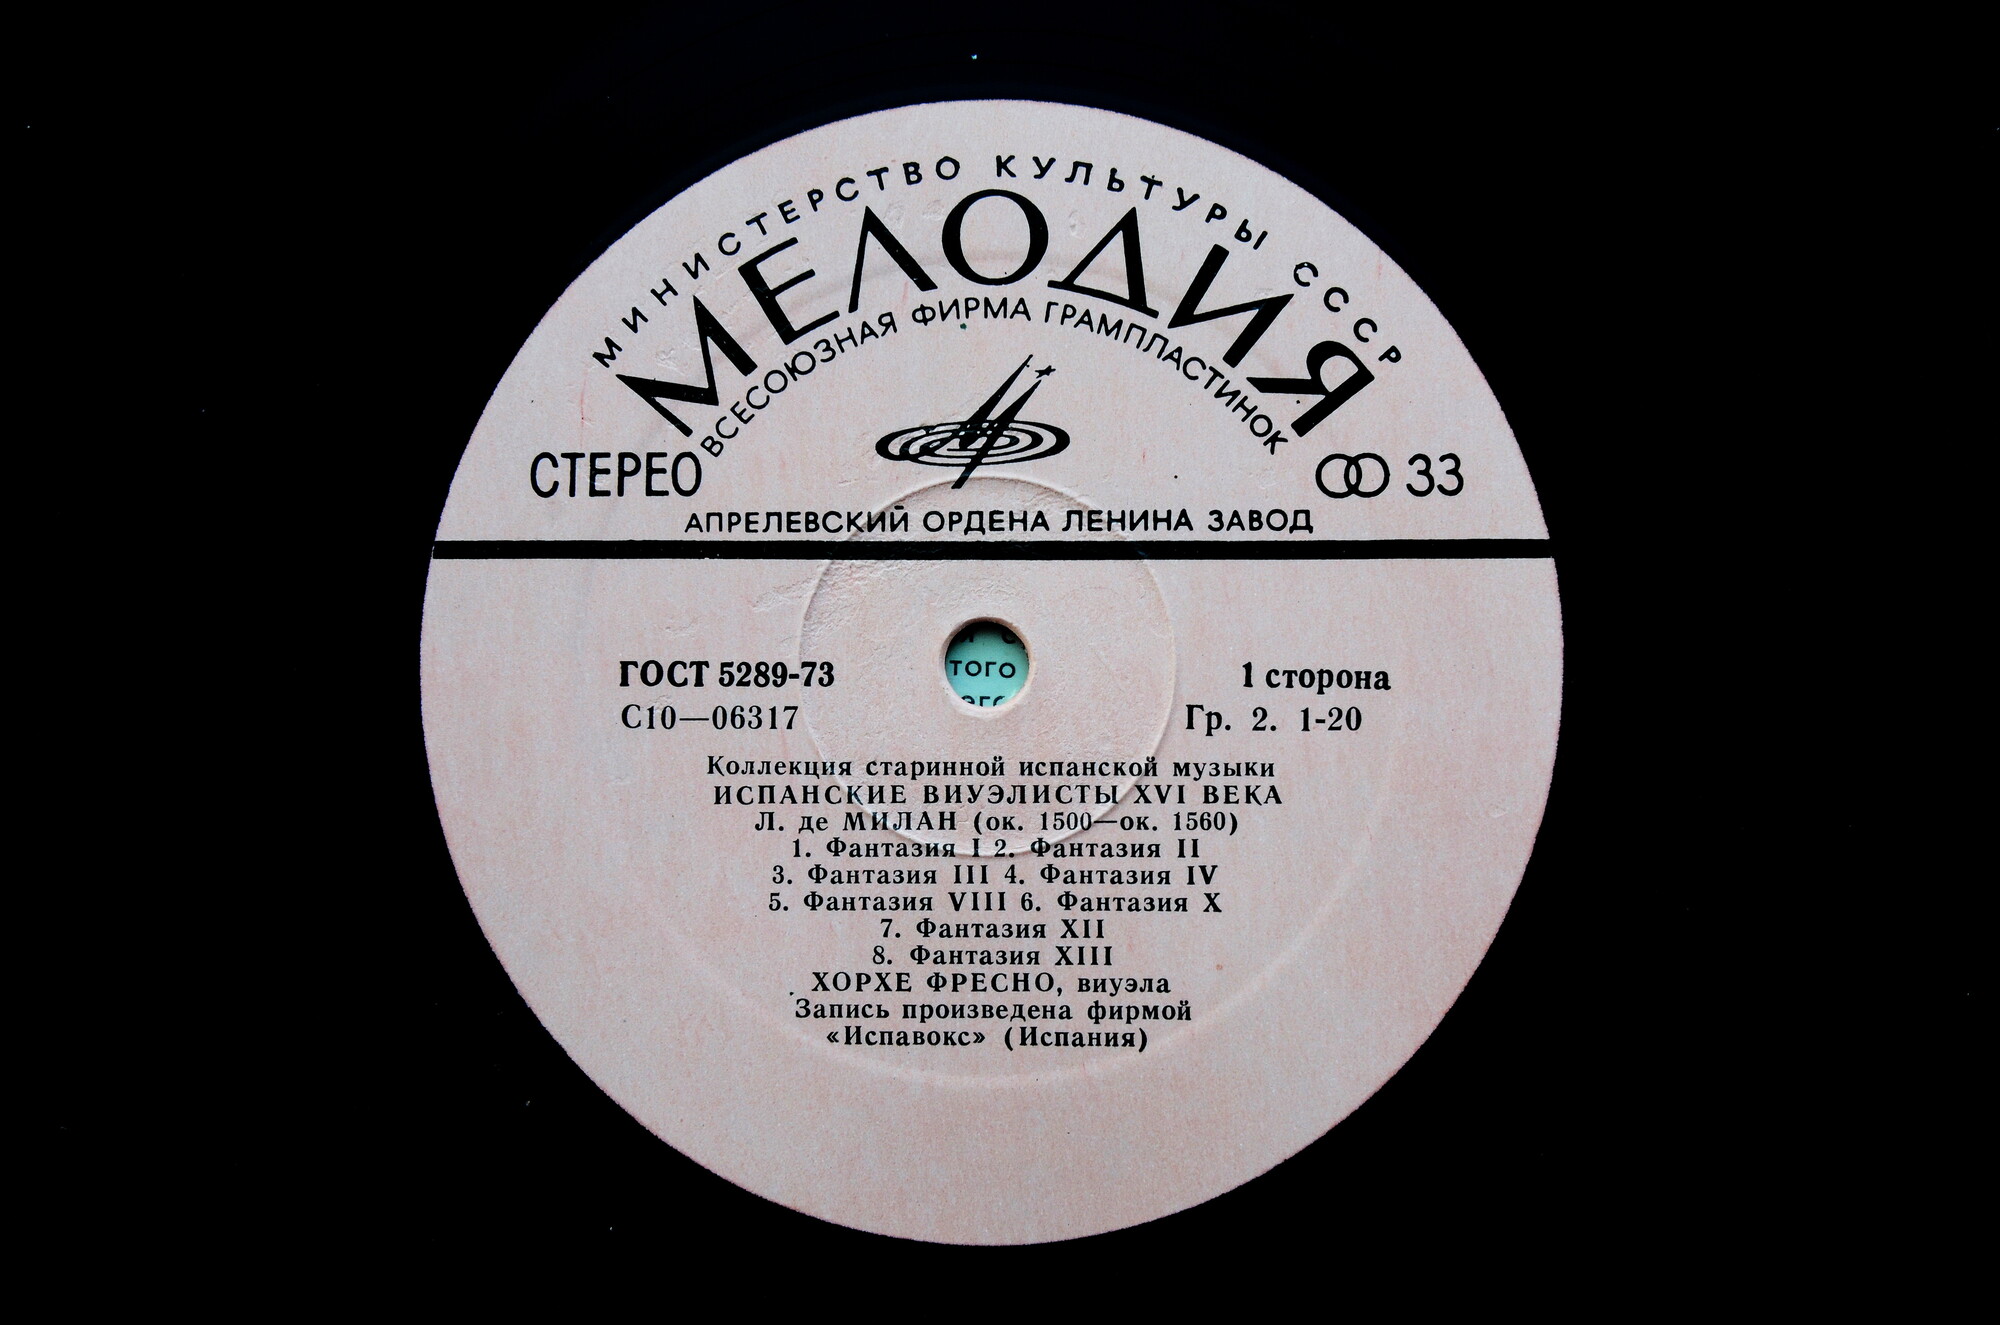 МИНИСТЕРСТВО КУЛЬТУРЫ СССР
МЕЛОДИЯ
ВСЕСОЮЗНАЯ ФИРМА ГРАМПЛАСТИНОК
СТЕРЕО
33
АПРЕЛЕВСКИЙ ОРДЕНА ЛЕНИНА ЗАВОД
того
ГОСТ 5289-73
1 сторона
С10—06317
Гр. 2. 1-20
Коллекция старинной испанской музыки
ИСПАНСКИЕ ВИУЭЛИСТЫ XVI ВЕКА
Л. де МИЛАН (ок. 1500—ок. 1560)
1. Фантазия I 2. Фантазия II
3. Фантазия III 4. Фантазия IV
5. Фантазия VIII 6. Фантазия X
7. Фантазия XII
8. Фантазия XIII
ХОРХЕ ФРЕСНО, виуэла
Запись произведена фирмой
«Испавокс» (Испания)